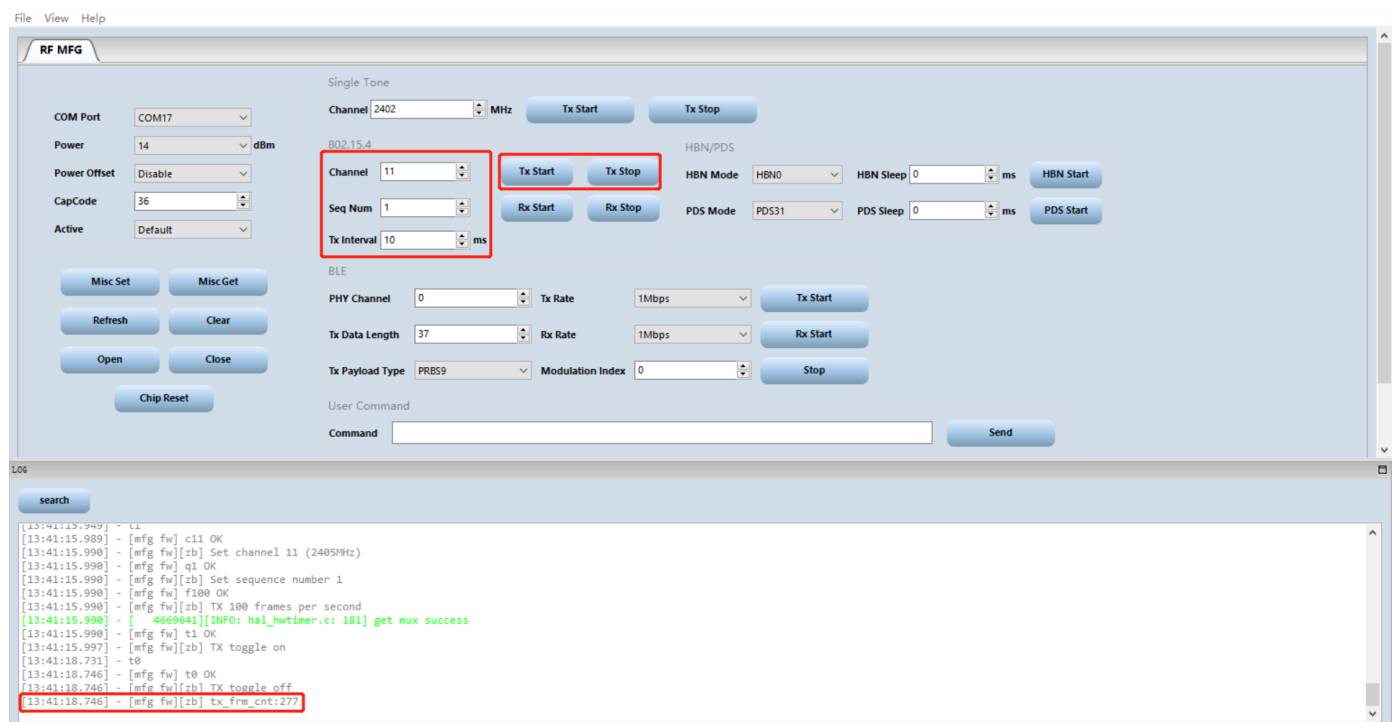 File View Help
RF MFG
Single Tone
Channel 2402 MHz Tx Start Tx Stop
COM Port COM17
Power 14 dBm
Power Offset Disable
CapCode 36
Active Default
Misc Set Misc Get
Refresh Clear
Open Close
Chip Reset
802.15.4
Channel 11 Tx Start Tx Stop
Seq Num 1 Rx Start Rx Stop
Tx Interval 10 ms
HBN/PDS
HBN Mode HBN0 HBN Sleep 0 ms HBN Start
PDS Mode PDS31 PDS Sleep 0 ms PDS Start
BLE
PHY Channel 0 Tx Rate 1Mbps Tx Start
Tx Data Length 37 Rx Rate 1Mbps Rx Start
Tx Payload Type PRBS9 Modulation Index 0 Stop
User Command
Command Send
LOG
search
[13:41:15.949] - t1
[13:41:15.989] - [mfg fw] c11 OK
[13:41:15.990] - [mfg fw][zb] Set channel 11 (2405MHz)
[13:41:15.990] - [mfg fw] q1 OK
[13:41:15.990] - [mfg fw][zb] Set sequence number 1
[13:41:15.990] - [mfg fw] f100 OK
[13:41:15.990] - [mfg fw][zb] TX 100 frames per second
[13:41:15.990] - [ 4669641][INFO: hal_hwtimer.c: 181] get mux success
[13:41:15.990] - [mfg fw] t1 OK
[13:41:15.997] - [mfg fw][zb] TX toggle on
[13:41:18.731] - t0
[13:41:18.746] - [mfg fw] t0 OK
[13:41:18.746] - [mfg fw][zb] TX toggle off
[13:41:18.746] - [mfg fw][zb] tx_frm_cnt:277